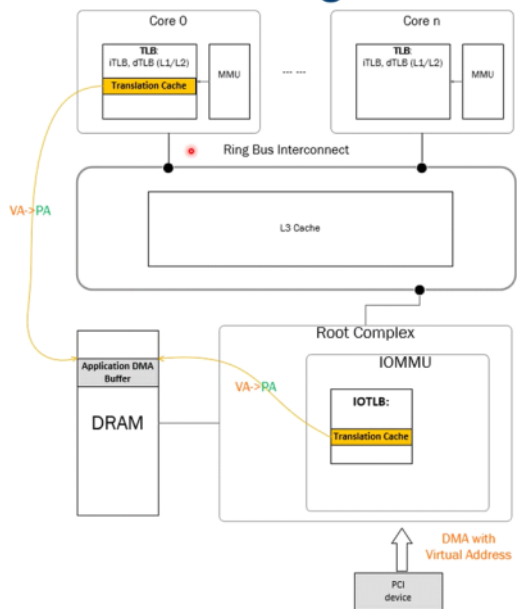 Core 0
TLB:
iTLB, dTLB (L1/L2)
Translation Cache
MMU
--- ---
Core n
TLB:
iTLB, dTLB (L1/L2)
MMU
Ring Bus Interconnect
VA->PA
L3 Cache
Root Complex
IOMMU
Application DMA
Buffer
DRAM
VA->PA
IOTLB:
Translation Cache
DMA with
Virtual Address
PCI
device